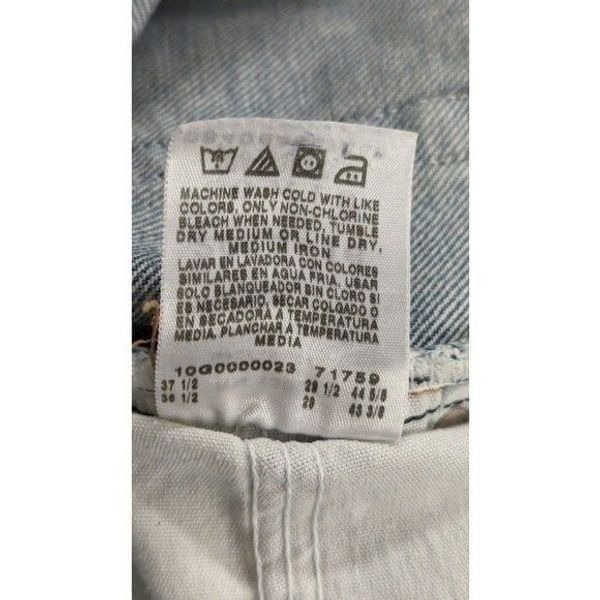 MACHINE WASH COLD WITH LIKE
COLORS, ONLY NON-CHLORINE
BLEACH WHEN NEEDED, TUMBLE
DRY MEDIUM OR LINE DRY,
MEDIUM IRON
LAVAR EN LAVADORA CON COLORES
SIMILARES EN AGUA FRIA, USAR
SOLO BLANQUEADOR SIN CLORO SI
ES NECESARIO, SECAR COLGADO O
EN SECADORA A TEMPERATURA
MEDIA, PLANCHAR A TEMPERATURA
MEDIA
10G0000023 71759
37 1/2 29 1/2 44 5/8
36 1/2 29 43 3/8